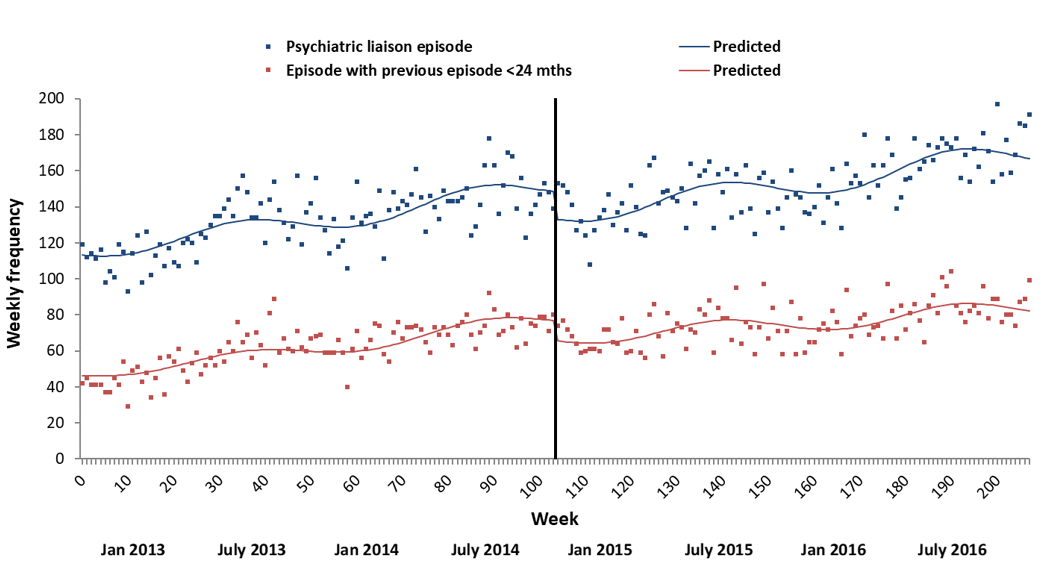 Psychiatric liaison episode Predicted
Episode with previous episode <24 mths Predicted
200
180
160
140
120
100
80
60
40
20
0
Weekly frequency
0 10 20 30 40 50 60 70 80 90 100 110 120 130 140 150 160 170 180 190 200
Week
Jan 2013 July 2013 Jan 2014 July 2014 Jan 2015 July 2015 Jan 2016 July 2016